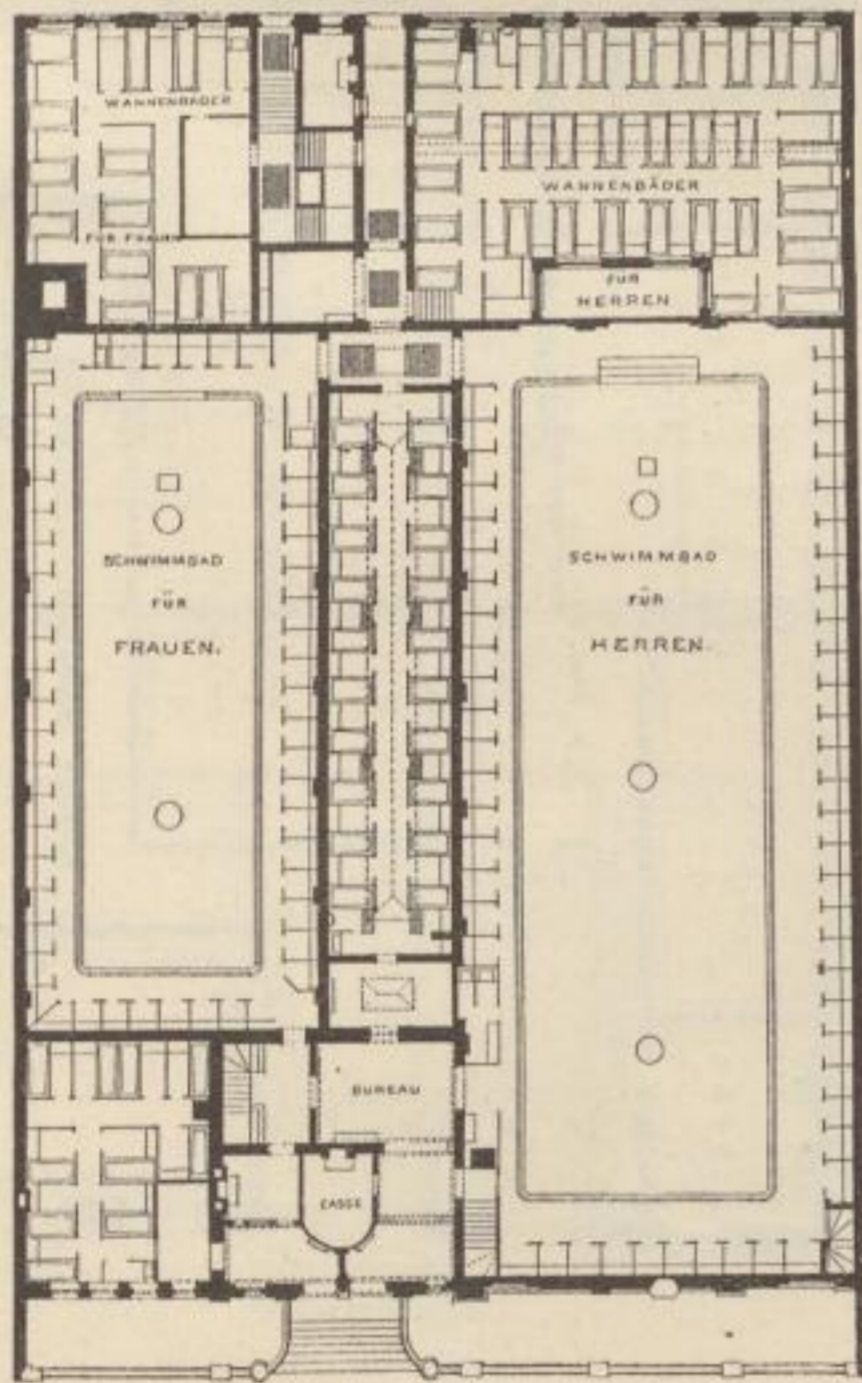 WANNENBÄDER
FÜR FRAUEN
WANNENBÄDER
FÜR
HERREN
SCHWIMMBAD
FÜR
FRAUEN.
SCHWIMMBAD
FÜR
HERREN.
BUREAU
CASSE